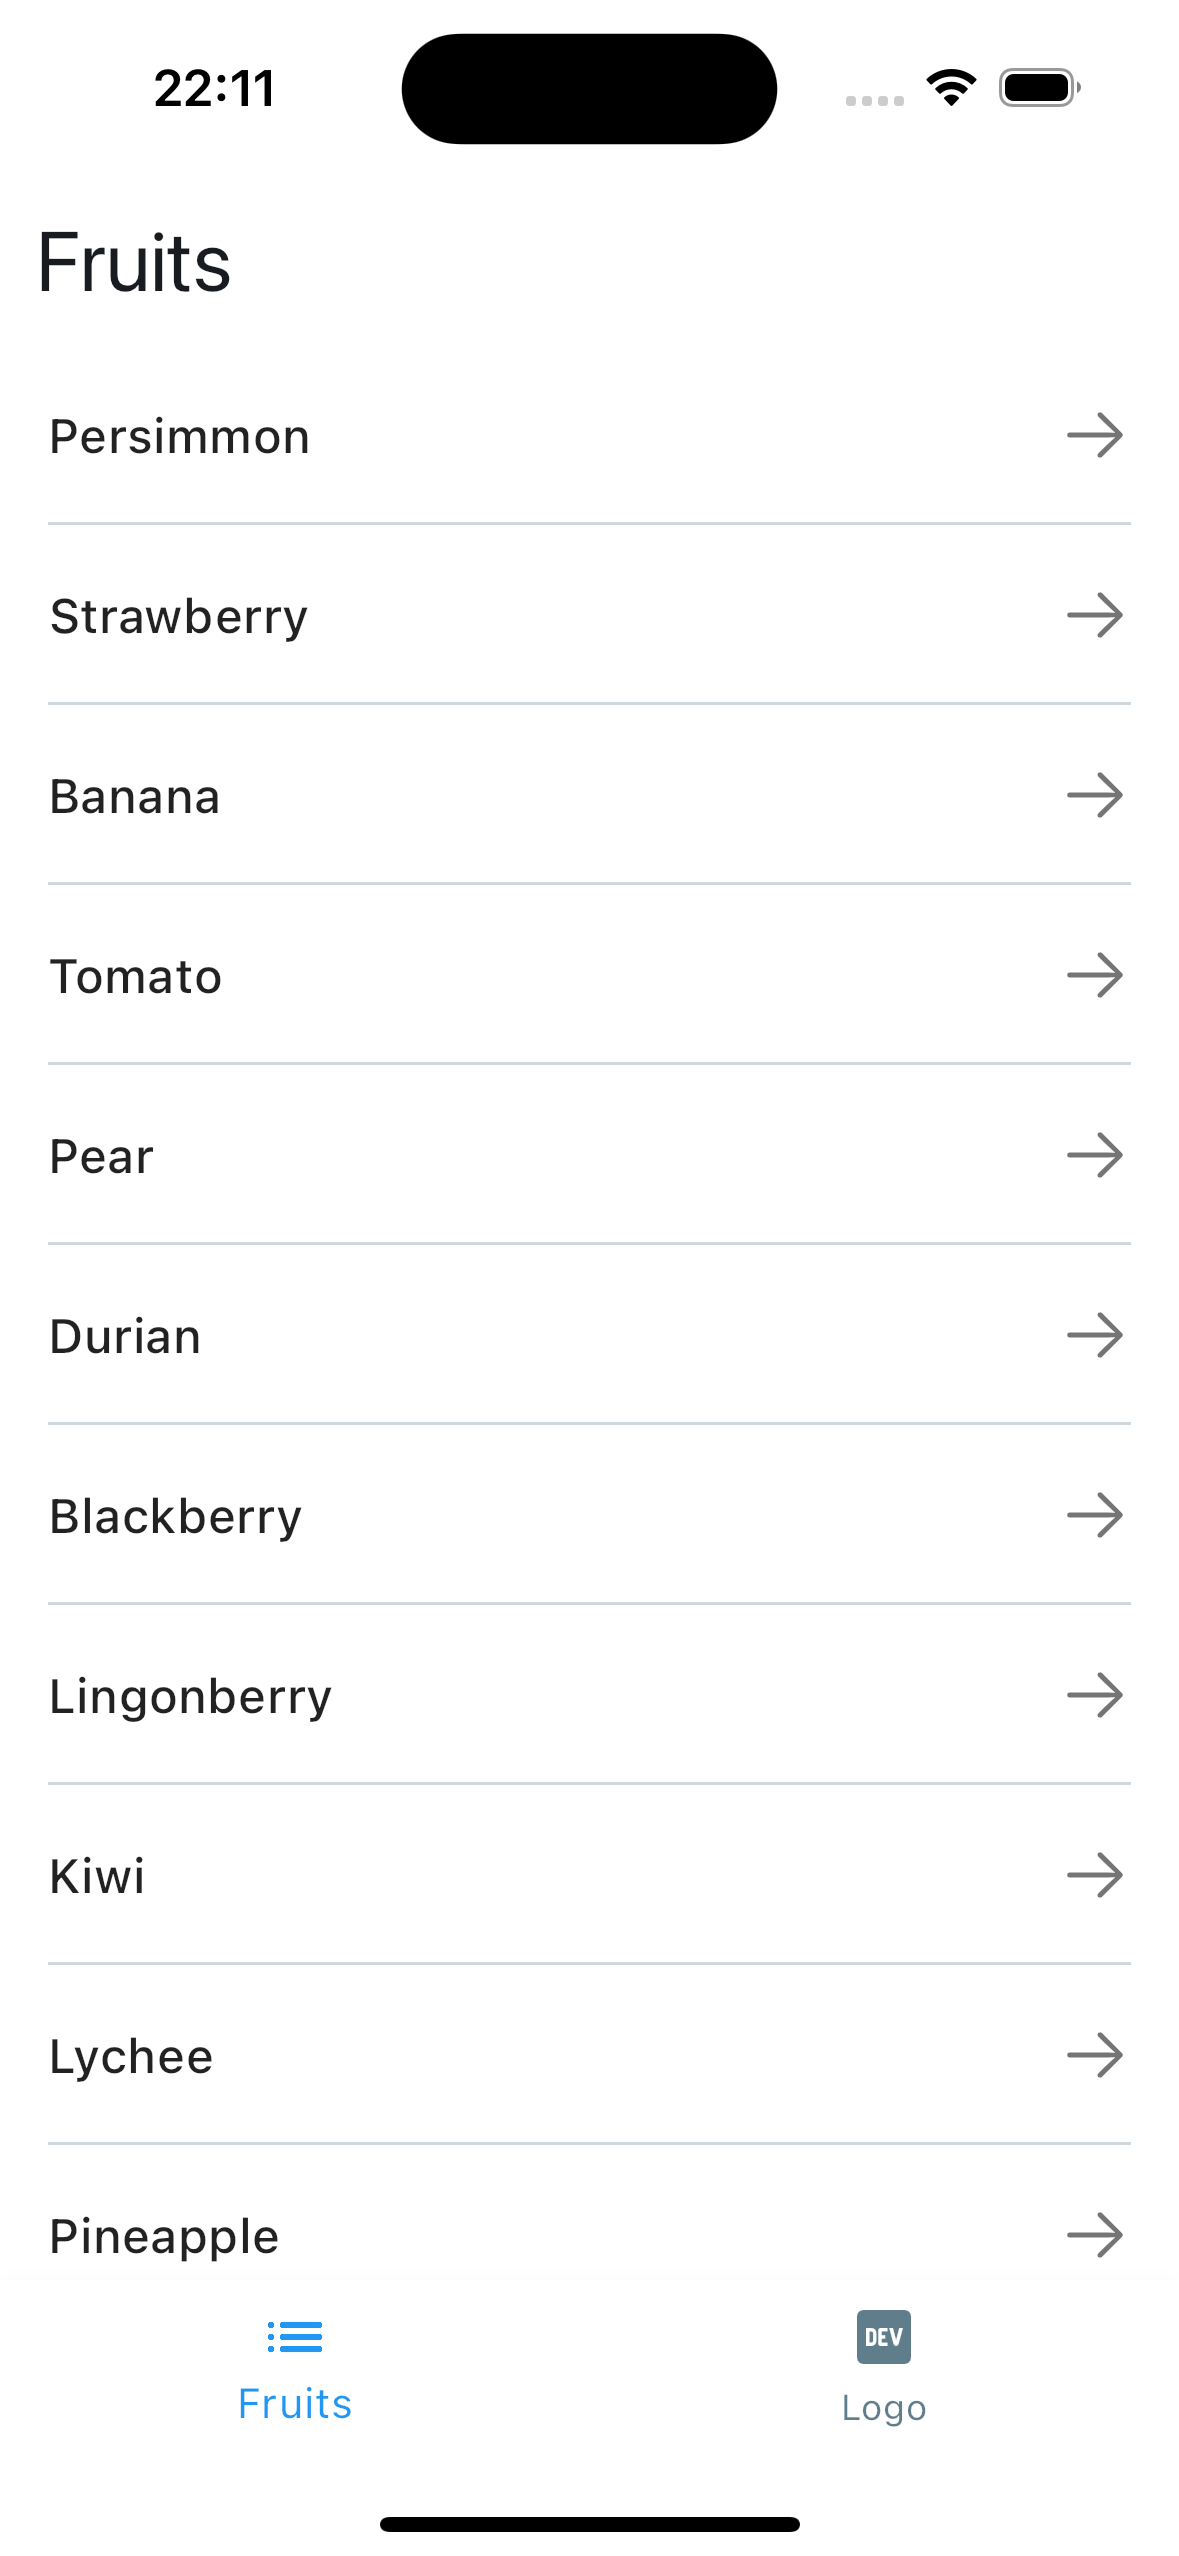 22:11
Fruits
Persimmon
Strawberry
Banana
Tomato
Pear
Durian
Blackberry
Lingonberry
Kiwi
Lychee
Pineapple
DEV
Fruits
Logo